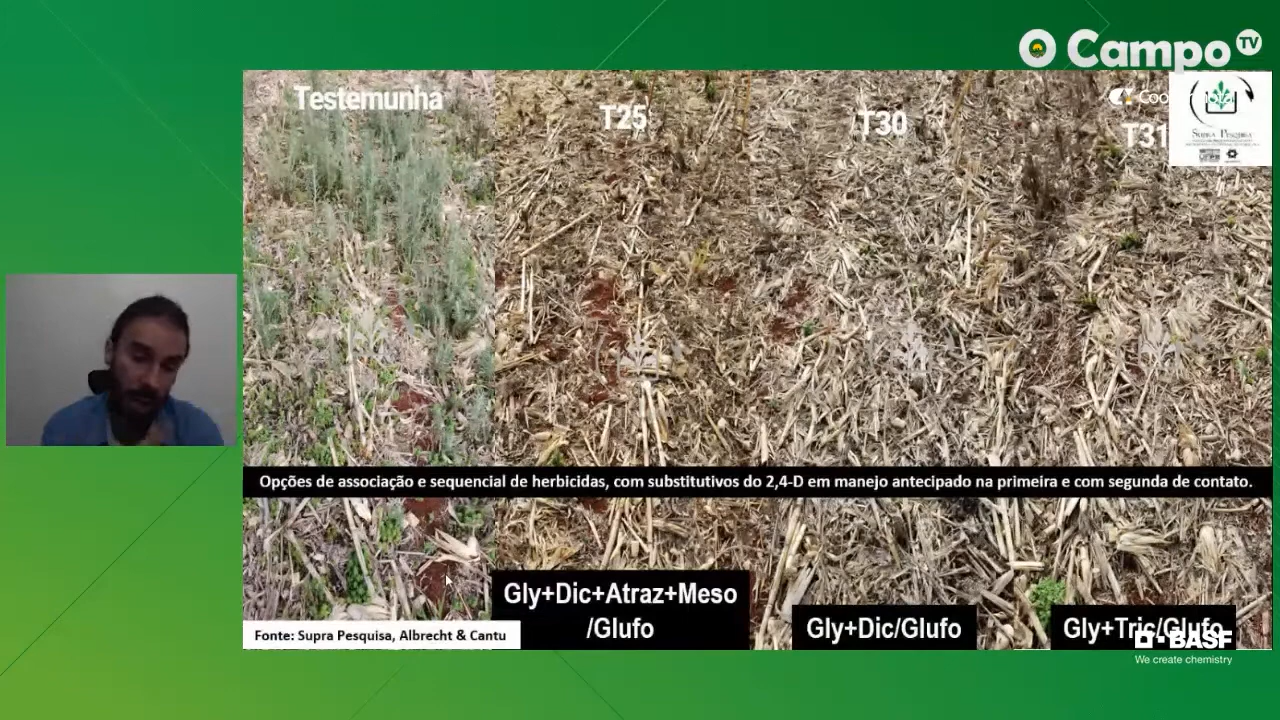 O Campo TV
Testemunha
T25
T30
T31
Supra Pesquisa
Opções de associação e sequencial de herbicidas, com substitutivos do 2,4-D em manejo antecipado na primeira e com segunda de contato.
Gly+Dic+Atraz+Meso
/Glufo
Gly+Dic/Glufo
Gly+Tric/Glufo
Fonte: Supra Pesquisa, Albrecht & Cantu
BASF
We create chemistry